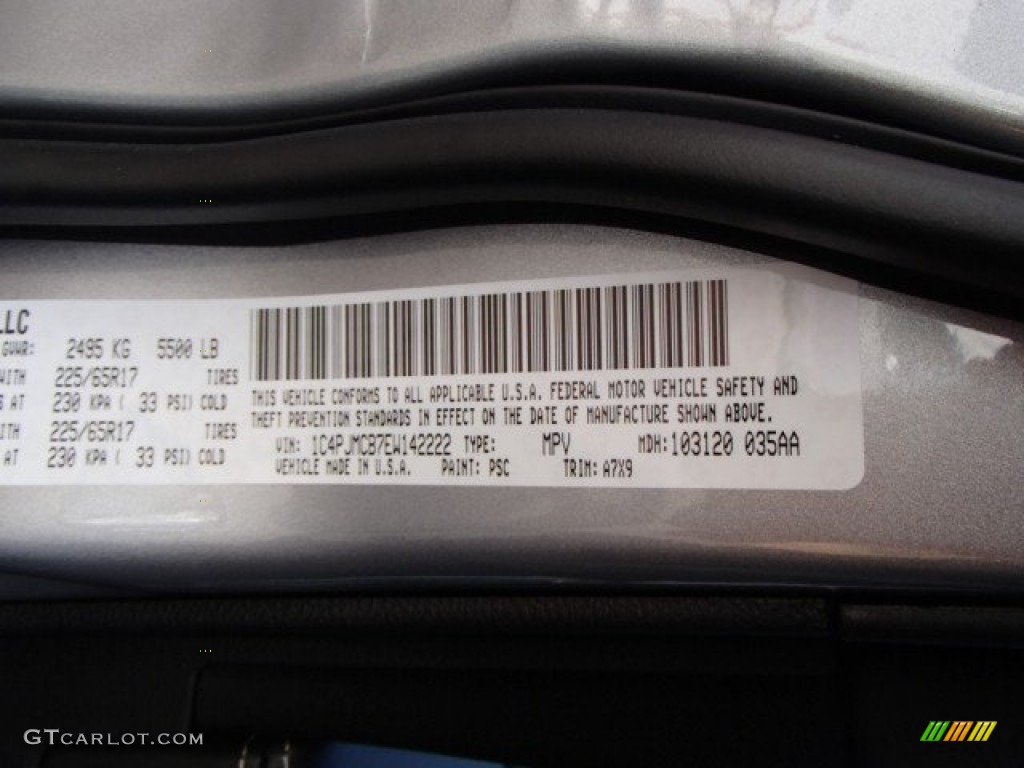 LLC
GVWR: 2495 KG 5500 LB
WITH 225/65R17 TIRES
AT 230 KPA ( 33 PSI) COLD
225/65R17 TIRES
AT 230 KPA ( 33 PSI) COLD
THIS VEHICLE CONFORMS TO ALL APPLICABLE U.S.A. FEDERAL MOTOR VEHICLE SAFETY AND
THEFT PREVENTION STANDARDS IN EFFECT ON THE DATE OF MANUFACTURE SHOWN ABOVE.
VIN: 1C4PJMCB7EW142222 TYPE: MPV MDH: 103120 035AA
VEHICLE MADE IN U.S.A. PAINT: PSC TRIM: A7X9
GTCARLOT.COM